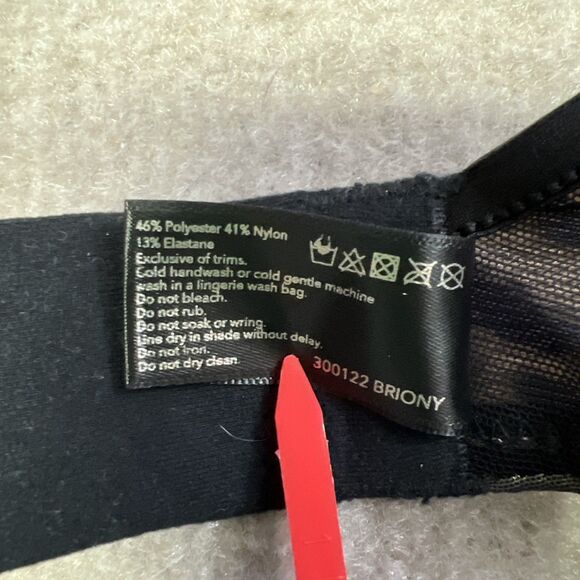 46% Polyester 41% Nylon
13% Elastane
Exclusive of trims.
Cold handwash or cold gentle machine
wash in a lingerie wash bag.
Do not bleach.
Do not rub.
Do not soak or wring.
Line dry in shade without delay.
Do not iron.
Do not dry clean.
300122 BRIONY